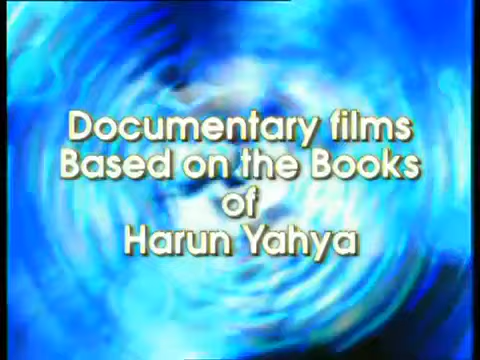 Documentary films
Based on the Books
of
Harun Yahya